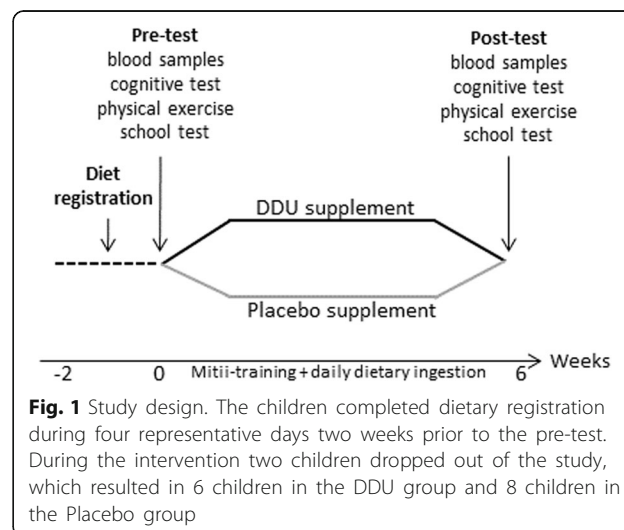 Pre-test
blood samples
cognitive test
physical exercise
school test
Post-test
blood samples
cognitive test
physical exercise
school test
Diet
registration
DDU supplement
Placebo supplement
-2 0 Mitii-training + daily dietary ingestion 6 Weeks
Fig. 1 Study design. The children completed dietary registration
during four representative days two weeks prior to the pre-test.
During the intervention two children dropped out of the study,
which resulted in 6 children in the DDU group and 8 children in
the Placebo group